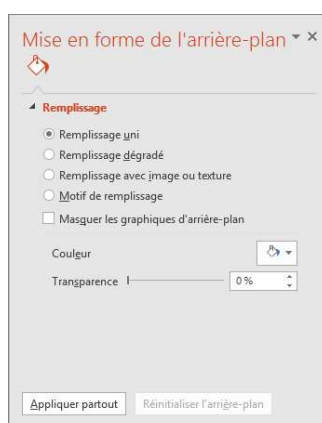 Mise en forme de l'arrière-plan
Remplissage
Remplissage uni
Remplissage dégradé
Remplissage avec image ou texture
Motif de remplissage
Masquer les graphiques d'arrière-plan
Couleur
Transparence 0 %
Appliquer partout Réinitialiser l'arrière-plan